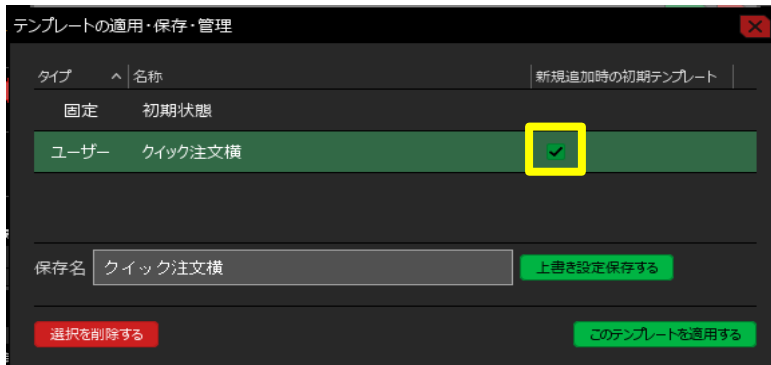 テンプレートの適用・保存・管理
タイプ 名称 新規追加時の初期テンプレート
固定 初期状態
ユーザー クイック注文横
保存名 クイック注文横 上書き設定保存する
選択を削除する このテンプレートを適用する